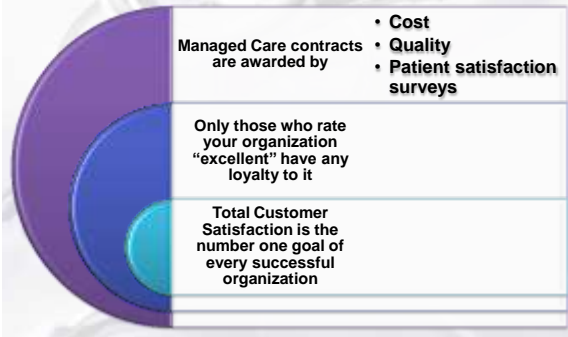 Managed Care contracts
are awarded by
• Cost
• Quality
• Patient satisfaction
surveys
Only those who rate
your organization
“excellent” have any
loyalty to it
Total Customer
Satisfaction is the
number one goal of
every successful
organization